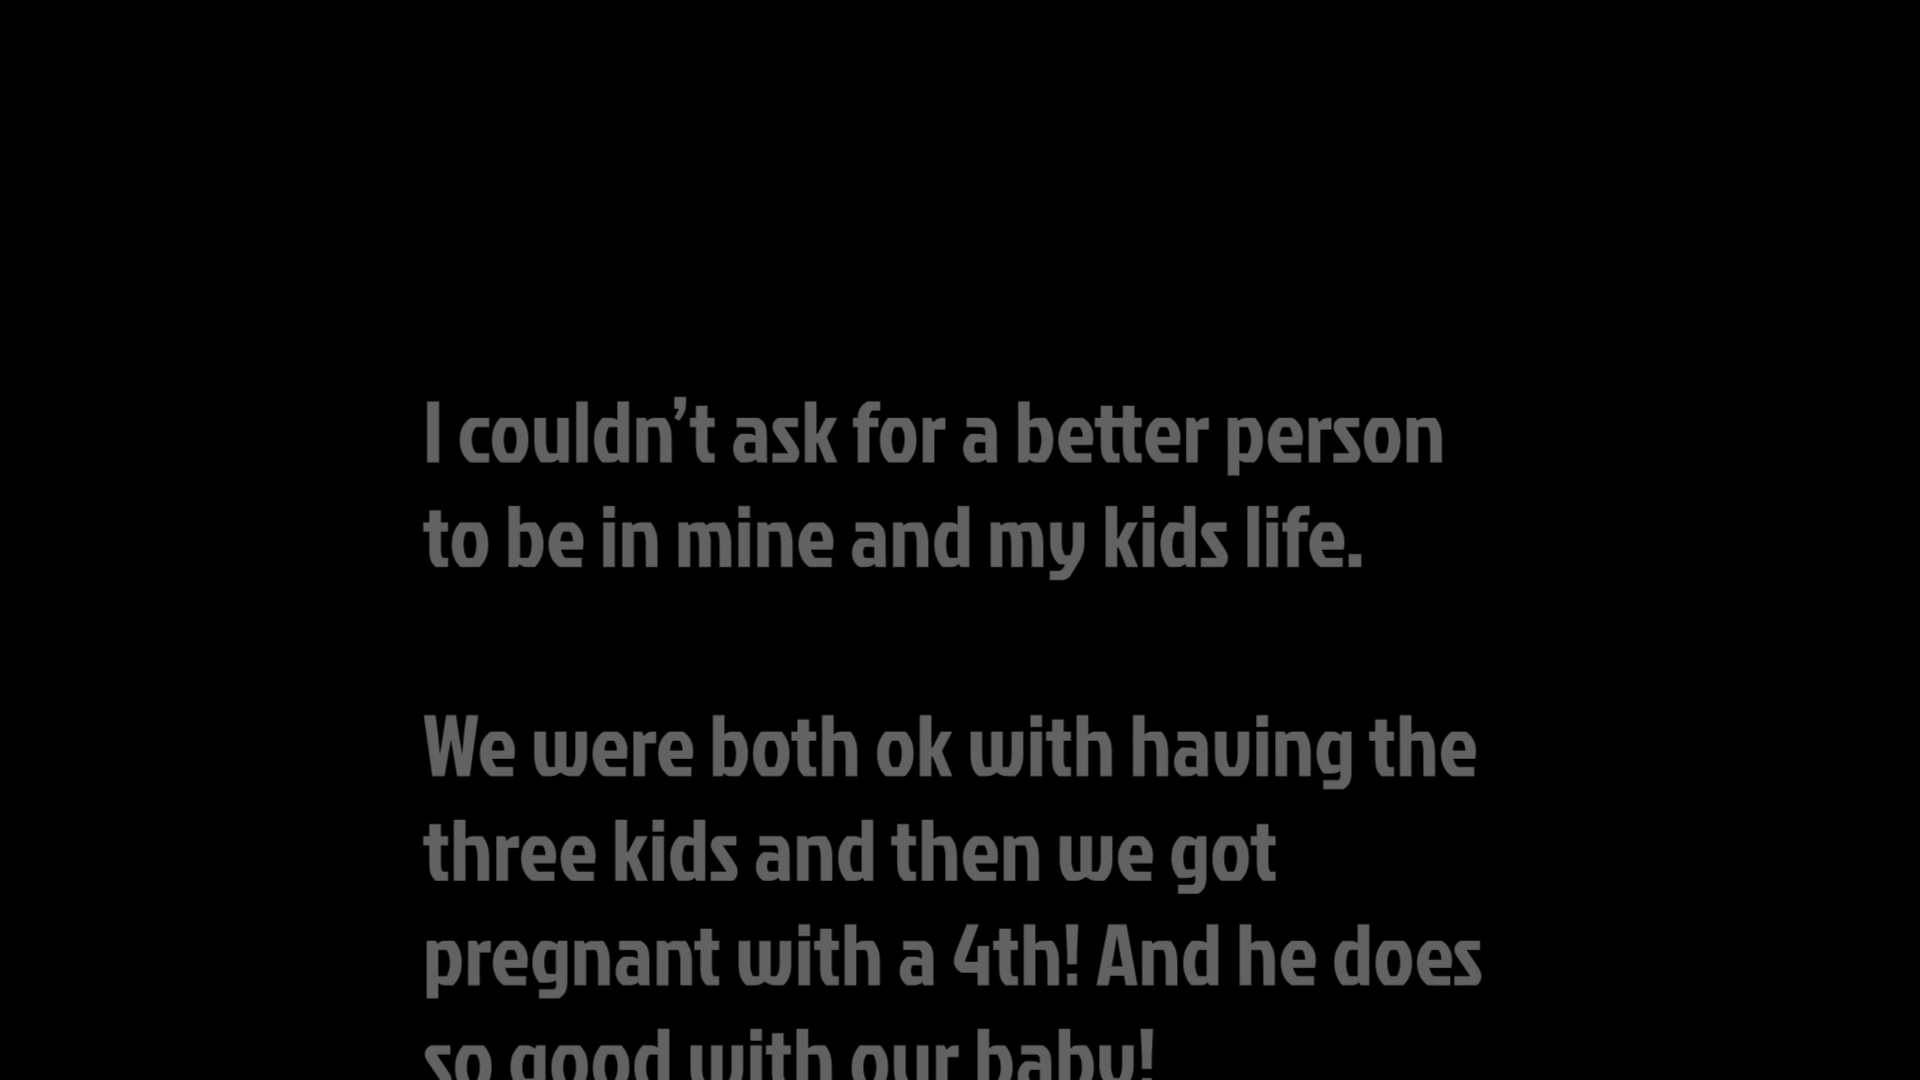 I couldn’t ask for a better person
to be in mine and my kids life.
We were both ok with having the
three kids and then we got
pregnant with a 4th! And he does
so good with our baby!